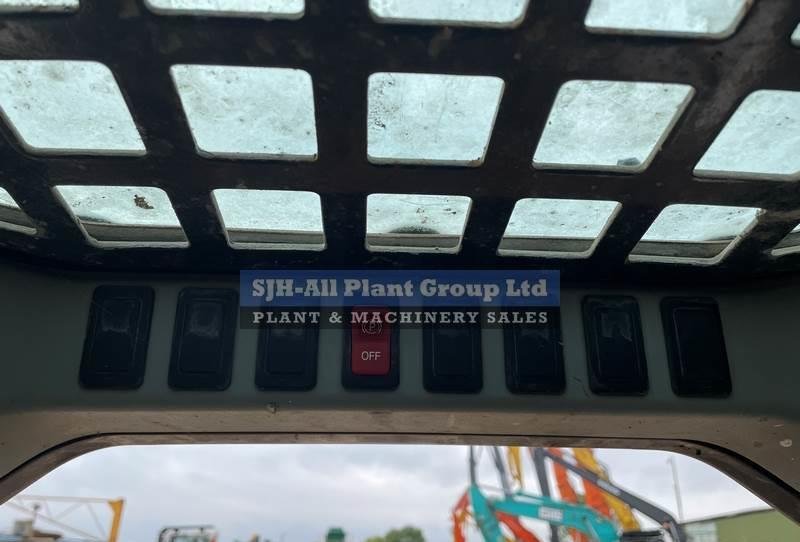 SJH-All Plant Group Ltd
PLANT & MACHINERY SALES
P
OFF